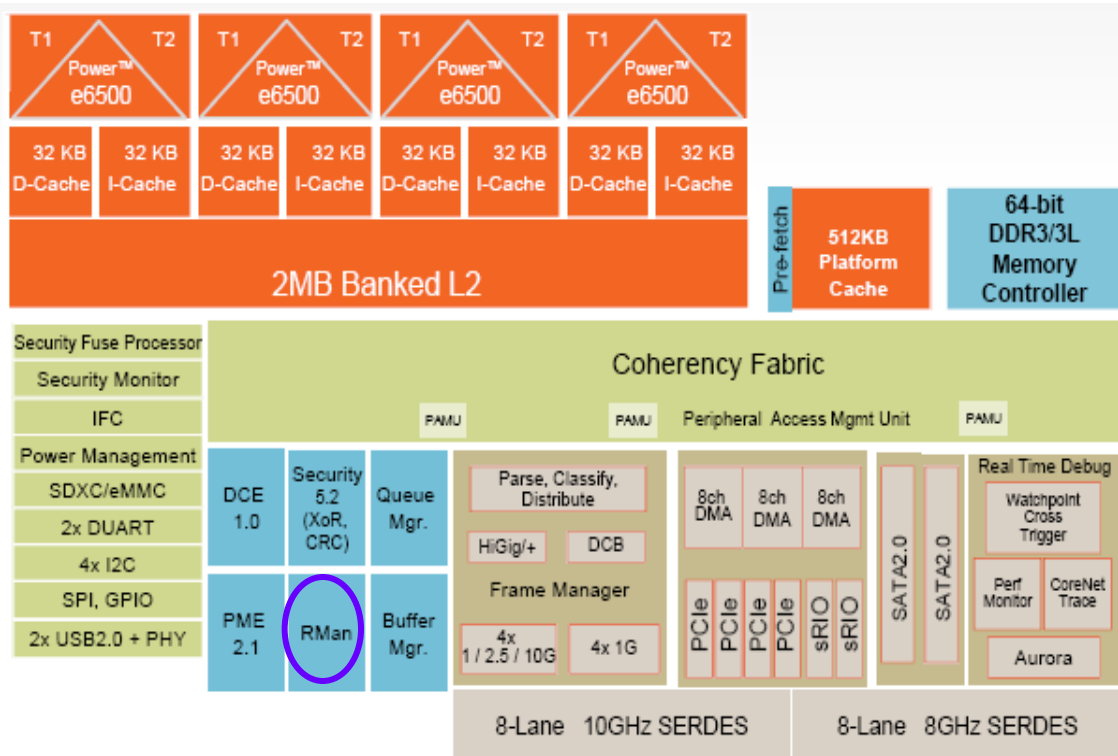 T1 T2 T1 T2 T1 T2 T1 T2
Power™ Power™ Power™ Power™
e6500 e6500 e6500 e6500
32 KB 32 KB 32 KB 32 KB 32 KB 32 KB 32 KB 32 KB
D-Cache I-Cache D-Cache I-Cache D-Cache I-Cache D-Cache I-Cache
2MB Banked L2
Pre-fetch
512KB
Platform
Cache
64-bit
DDR3/3L
Memory
Controller
Security Fuse Processor
Security Monitor
IFC
Power Management
SDXC/eMMC
2x DUART
4x I2C
SPI, GPIO
2x USB2.0 + PHY
Coherency Fabric
PAMU PAMU Peripheral Access Mgmt Unit PAMU
DCE
1.0
Security
5.2
(XoR,
CRC)
Queue
Mgr.
PME
2.1
RMan
Buffer
Mgr.
Parse, Classify,
Distribute
HiGig/+ DCB
Frame Manager
4x
1 / 2.5 / 10G
4x 1G
8ch
DMA
8ch
DMA
8ch
DMA
PCIe
PCIe
PCIe
PCIe
sRIO
sRIO
SATA2.0
SATA2.0
Real Time Debug
Watchpoint
Cross
Trigger
Perf
Monitor
CoreNet
Trace
Aurora
8-Lane 10GHz SERDES
8-Lane 8GHz SERDES